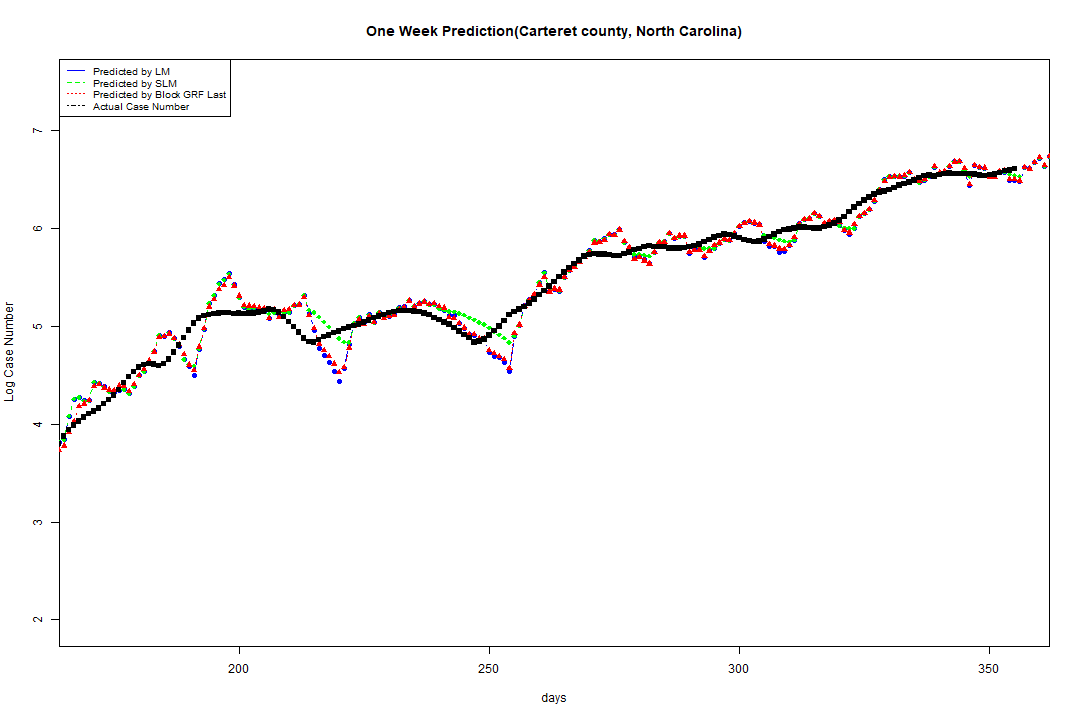 One Week Prediction(Carteret county, North Carolina)
Predicted by LM
Predicted by SLM
Predicted by Block GRF Last
Actual Case Number
7
6
5
4
3
2
Log Case Number
200 250 300 350
days